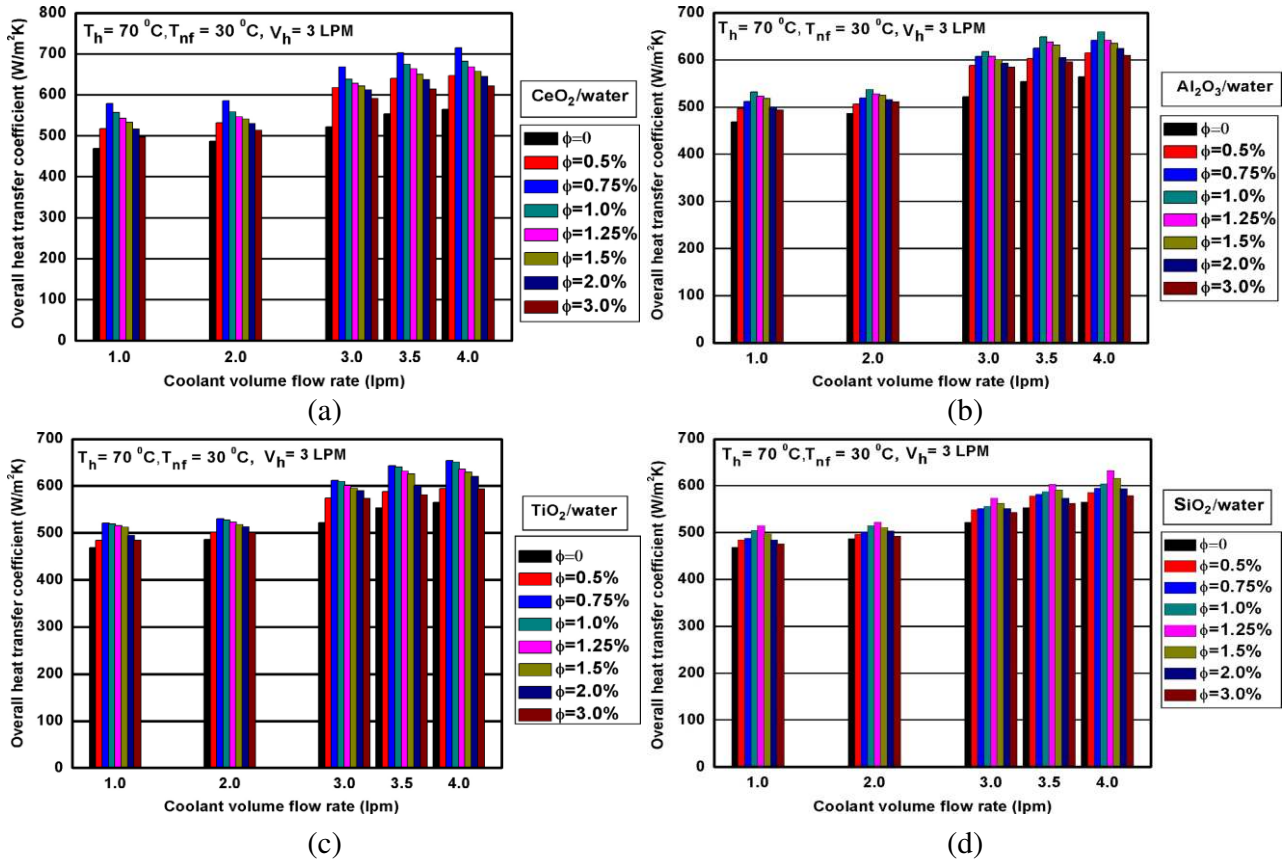 T_h = 70 ⁰C, T_nf = 30 ⁰C, V_h = 3 LPM
800
700
600
500
400
300
200
100
0
Overall heat transfer coefficient (W/m²K)
1.0 2.0 3.0 3.5 4.0
Coolant volume flow rate (lpm)
CeO₂/water
ϕ=0
ϕ=0.5%
ϕ=0.75%
ϕ=1.0%
ϕ=1.25%
ϕ=1.5%
ϕ=2.0%
ϕ=3.0%
(a)
T_h = 70 ⁰C, T_nf = 30 ⁰C, V_h = 3 LPM
700
600
500
400
300
200
100
0
Overall heat transfer coefficient (W/m²K)
1.0 2.0 3.0 3.5 4.0
Coolant volume flow rate (lpm)
Al₂O₃/water
ϕ=0
ϕ=0.5%
ϕ=0.75%
ϕ=1.0%
ϕ=1.25%
ϕ=1.5%
ϕ=2.0%
ϕ=3.0%
(b)
T_h = 70 ⁰C, T_nf = 30 ⁰C, V_h = 3 LPM
700
600
500
400
300
200
100
0
Overall heat transfer coefficient (W/m²K)
1.0 2.0 3.0 3.5 4.0
Coolant volume flow rate (lpm)
TiO₂/water
ϕ=0
ϕ=0.5%
ϕ=0.75%
ϕ=1.0%
ϕ=1.25%
ϕ=1.5%
ϕ=2.0%
ϕ=3.0%
(c)
T_h = 70 ⁰C, T_nf = 30 ⁰C, V_h = 3 LPM
700
600
500
400
300
200
100
0
Overall heat transfer coefficient (W/m²K)
1.0 2.0 3.0 3.5 4.0
Coolant volume flow rate (lpm)
SiO₂/water
ϕ=0
ϕ=0.5%
ϕ=0.75%
ϕ=1.0%
ϕ=1.25%
ϕ=1.5%
ϕ=2.0%
ϕ=3.0%
(d)